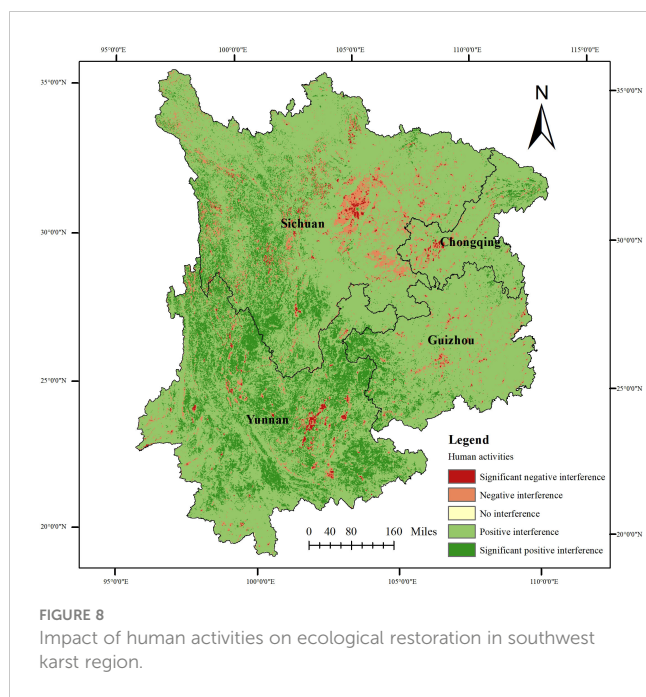 95°0'0"E 100°0'0"E 105°0'0"E 110°0'0"E 115°0'0"E
35°0'0"N 35°0'0"N
N
Sichuan
30°0'0"N 30°0'0"N
Chongqing
Guizhou
25°0'0"N 25°0'0"N
Yunnan
Legend
Human activities
Significant negative interference
Negative interference
No interference
Positive interference
Significant positive interference
20°0'0"N 20°0'0"N
0 40 80 160 Miles
95°0'0"E 100°0'0"E 105°0'0"E 110°0'0"E
FIGURE 8
Impact of human activities on ecological restoration in southwest
karst region.